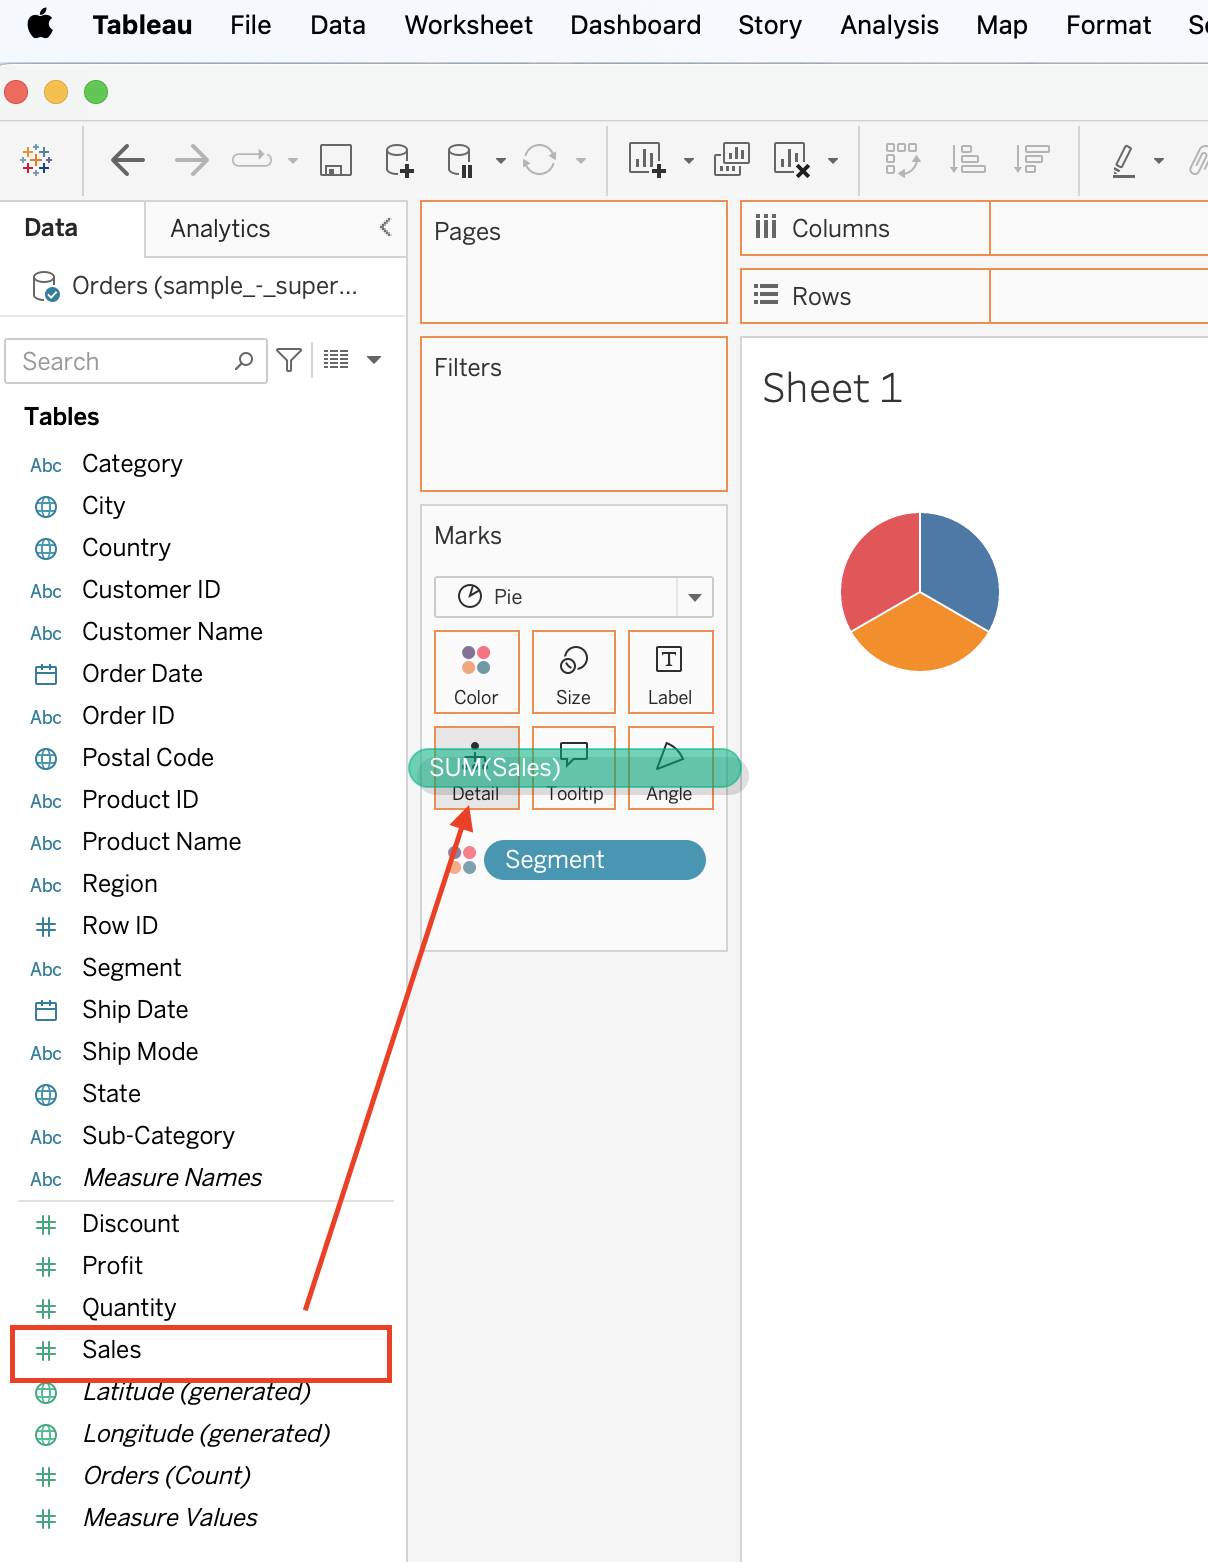 Tableau File Data Worksheet Dashboard Story Analysis Map Format
Data Analytics
Orders (sample_-_super...
Search
Tables
Abc Category
City
Country
Abc Customer ID
Abc Customer Name
Order Date
Abc Order ID
Postal Code
Abc Product ID
Abc Product Name
Abc Region
Row ID
Abc Segment
Ship Date
Abc Ship Mode
State
Abc Sub-Category
Abc Measure Names
Discount
Profit
Quantity
Sales
Latitude (generated)
Longitude (generated)
Orders (Count)
Measure Values
Pages
Filters
Marks
Pie
Color Size Label
SUM(Sales)
Detail Tooltip Angle
Segment
Columns
Rows
Sheet 1